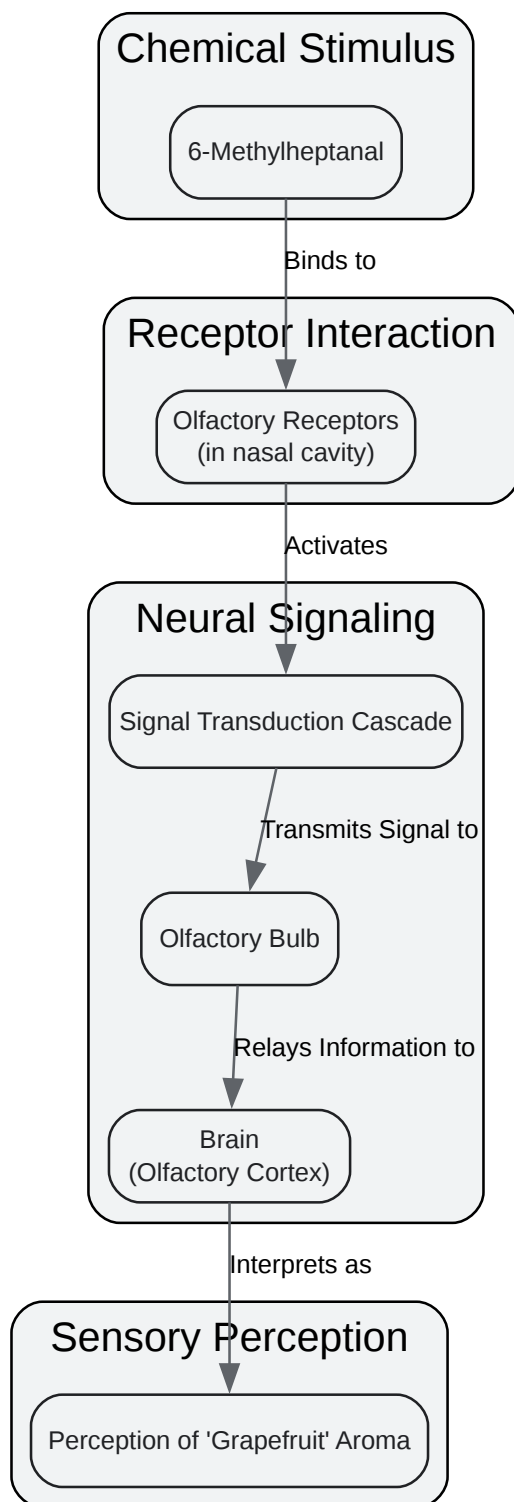 Chemical Stimulus
6-Methylheptanal
Binds to
Receptor Interaction
Olfactory Receptors
(in nasal cavity)
Activates
Neural Signaling
Signal Transduction Cascade
Transmits Signal to
Olfactory Bulb
Relays Information to
Brain
(Olfactory Cortex)
Interprets as
Sensory Perception
Perception of 'Grapefruit' Aroma